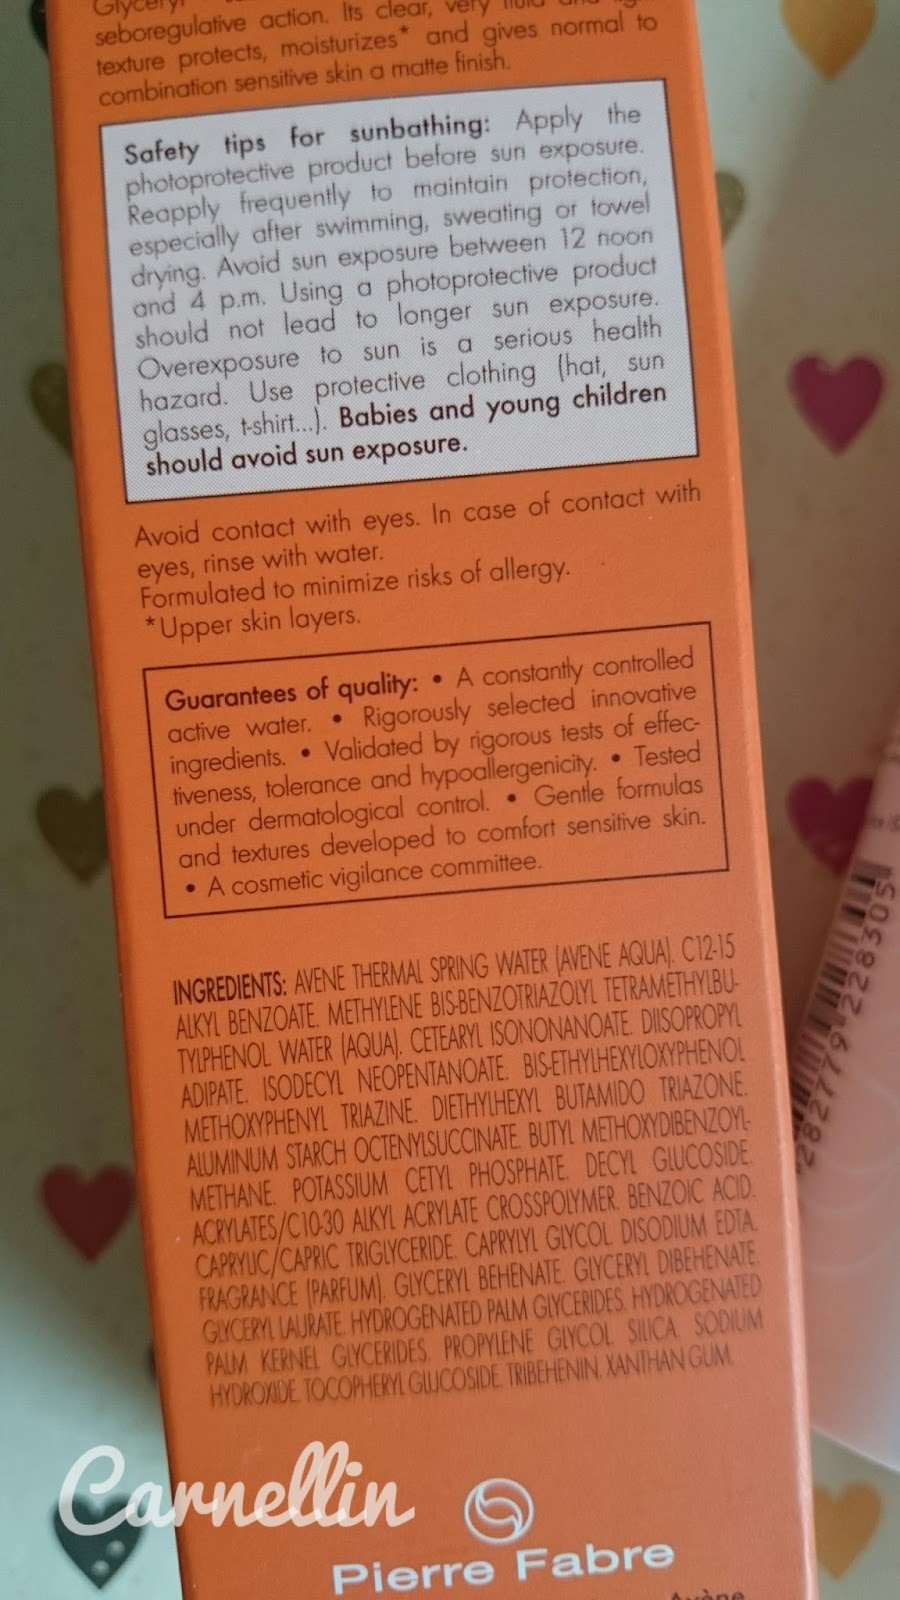 seboregulative action. Its clear, very fluid and
texture protects, moisturizes* and gives normal to
combination sensitive skin a matte finish.
Safety tips for sunbathing: Apply the
photoprotective product before sun exposure.
Reapply frequently to maintain protection,
especially after swimming, sweating or towel
drying. Avoid sun exposure between 12 noon
and 4 p.m. Using a photoprotective product
should not lead to longer sun exposure.
Overexposure to sun is a serious health
hazard. Use protective clothing (hat, sun
glasses, t-shirt...). Babies and young children
should avoid sun exposure.
Avoid contact with eyes. In case of contact with
eyes, rinse with water.
Formulated to minimize risks of allergy.
*Upper skin layers.
Guarantees of quality: • A constantly controlled
active water. • Rigorously selected innovative
ingredients. • Validated by rigorous tests of effec-
tiveness, tolerance and hypoallergenicity. • Tested
under dermatological control. • Gentle formulas
and textures developed to comfort sensitive skin.
• A cosmetic vigilance committee.
INGREDIENTS: AVENE THERMAL SPRING WATER (AVENE AQUA). C12-15
ALKYL BENZOATE. METHYLENE BIS-BENZOTRIAZOLYL TETRAMETHYLBU-
TYLPHENOL. WATER (AQUA). CETEARYL ISONONANOATE. DIISOPROPYL
ADIPATE. ISODECYL NEOPENTANOATE. BIS-ETHYLHEXYLOXYPHENOL
METHOXYPHENYL TRIAZINE. DIETHYLHEXYL BUTAMIDO TRIAZONE.
ALUMINUM STARCH OCTENYLSUCCINATE. BUTYL METHOXYDIBENZOYL-
METHANE. POTASSIUM CETYL PHOSPHATE. DECYL GLUCOSIDE.
ACRYLATES/C10-30 ALKYL ACRYLATE CROSSPOLYMER. BENZOIC ACID.
CAPRYLIC/CAPRIC TRIGLYCERIDE. CAPRYLYL GLYCOL. DISODIUM EDTA.
FRAGRANCE (PARFUM). GLYCERYL BEHENATE. GLYCERYL DIBEHENATE.
GLYCERYL LAURATE. HYDROGENATED PALM GLYCERIDES. HYDROGENATED
PALM KERNEL GLYCERIDES. PROPYLENE GLYCOL. SILICA. SODIUM
HYDROXIDE. TOCOPHERYL GLUCOSIDE. TRIBEHENIN. XANTHAN GUM.
Carnellin
Pierre Fabre
Avène
282779 228305